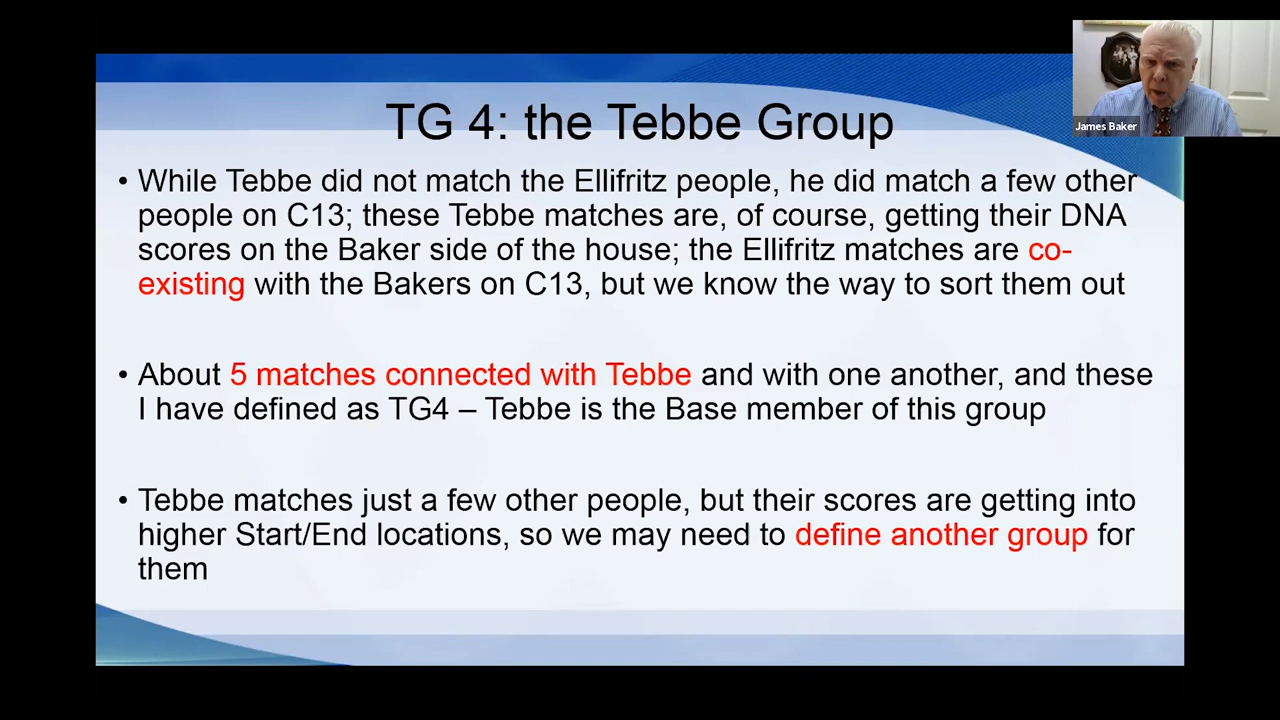 TG 4: the Tebbe Group
James Baker
• While Tebbe did not match the Ellifritz people, he did match a few other
people on C13; these Tebbe matches are, of course, getting their DNA
scores on the Baker side of the house; the Ellifritz matches are co-
existing with the Bakers on C13, but we know the way to sort them out
• About 5 matches connected with Tebbe and with one another, and these
I have defined as TG4 – Tebbe is the Base member of this group
• Tebbe matches just a few other people, but their scores are getting into
higher Start/End locations, so we may need to define another group for
them